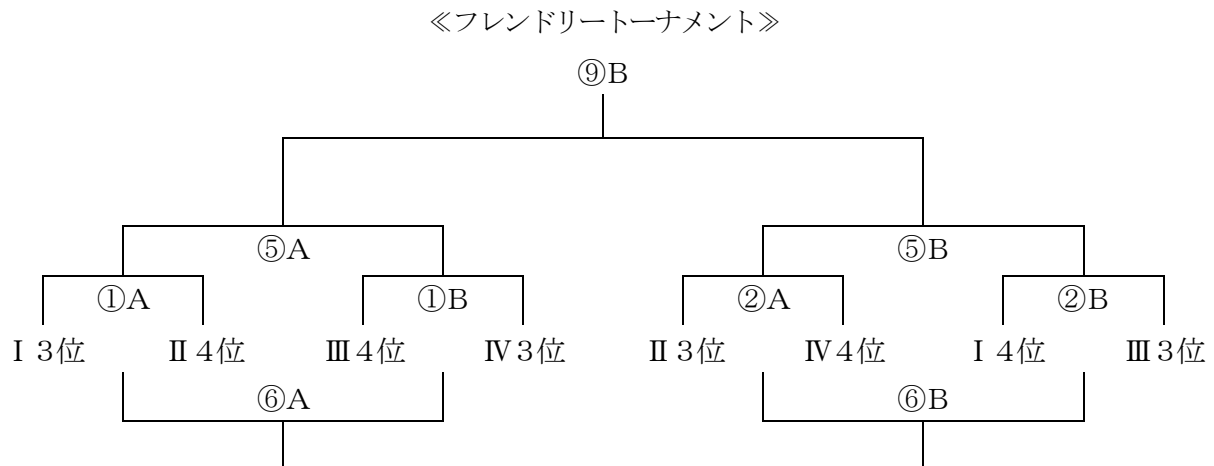 ≪フレンドリートーナメント≫
⑨B
⑤A ⑤B
①A ①B ②A ②B
Ⅰ３位 Ⅱ４位 Ⅲ４位 Ⅳ３位 Ⅱ３位 Ⅳ４位 Ⅰ４位 Ⅲ３位
⑥A ⑥B